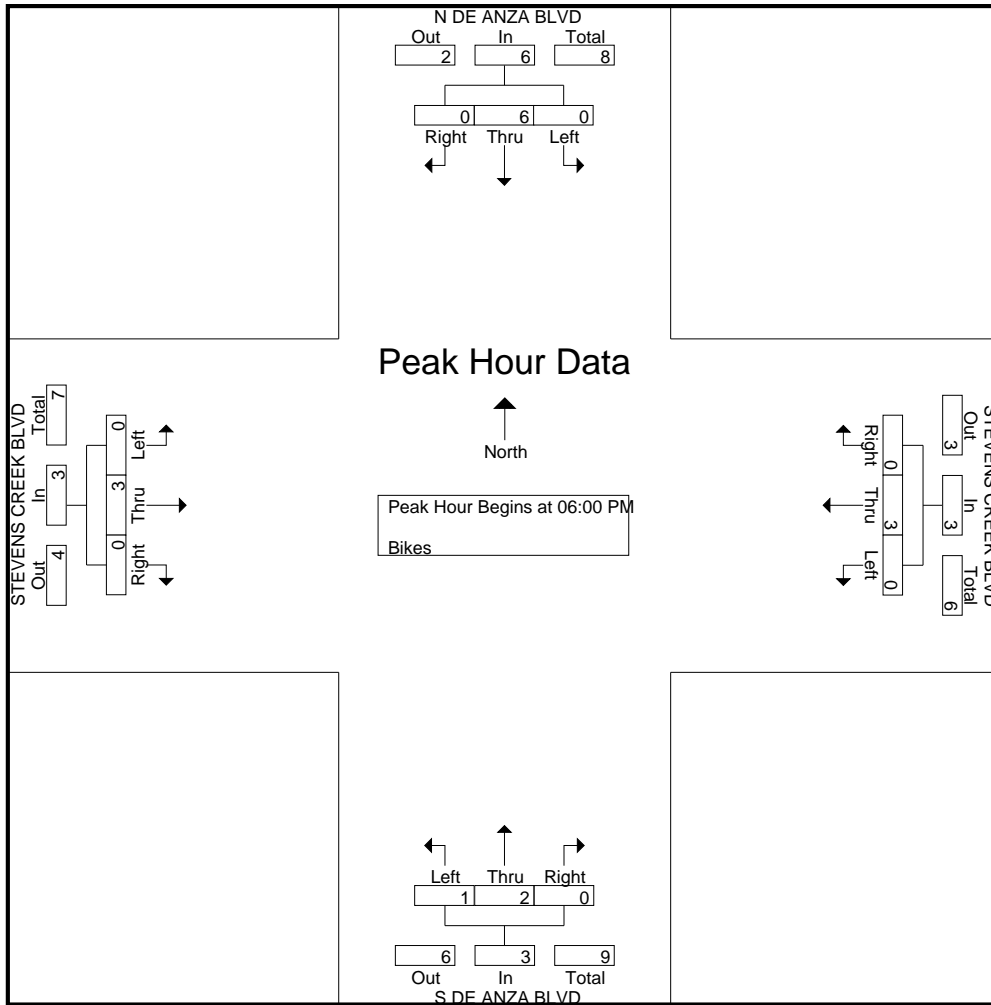 N DE ANZA BLVD
Out In Total
2 6 8
0 6 0
Right Thru Left
Peak Hour Data
North
Peak Hour Begins at 06:00 PM
Bikes
STEVENS CREEK BLVD
Out In Total
4 3 7
0 3 0
Left Thru Right
STEVENS CREEK BLVD
Out In Total
3 3 6
0 3 0
Right Thru Left
Left Thru Right
1 2 0
6 3 9
Out In Total
S DE ANZA BLVD